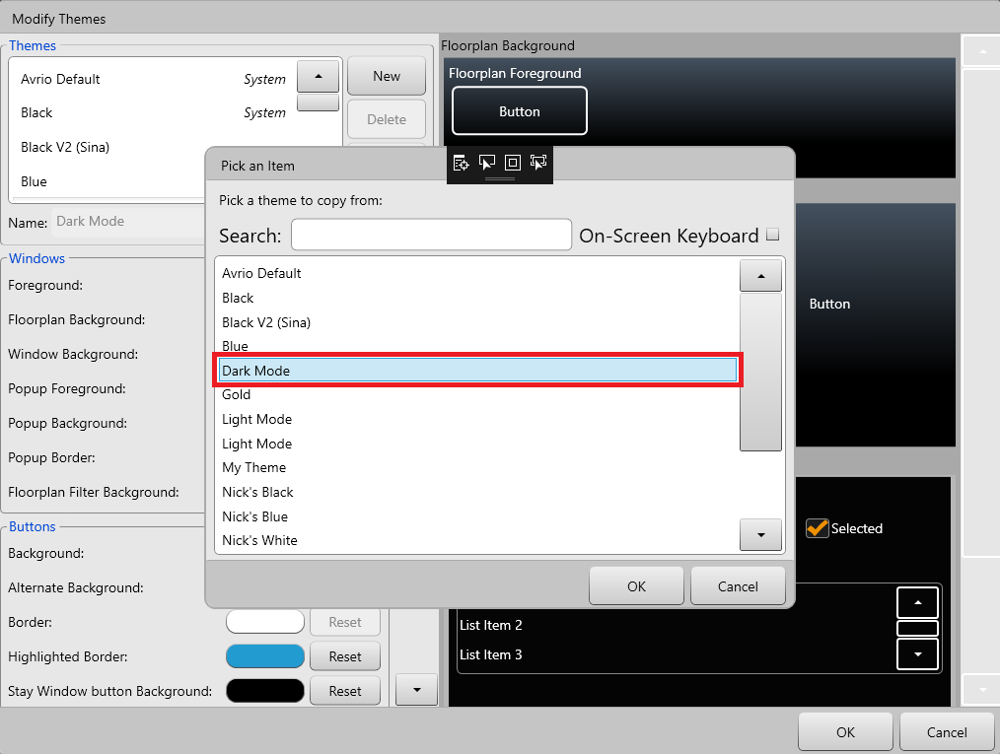 Modify Themes
Themes
Avrio Default System
Black System
Black V2 (Sina)
Blue
New
Delete
Name: Dark Mode
Windows
Foreground:
Floorplan Background:
Window Background:
Popup Foreground:
Popup Background:
Popup Border:
Floorplan Filter Background:
Buttons
Background:
Alternate Background:
Border: Reset
Highlighted Border: Reset
Stay Window button Background: Reset
Floorplan Background
Floorplan Foreground
Button
Pick an Item
Pick a theme to copy from:
Search: On-Screen Keyboard
Avrio Default
Black
Black V2 (Sina)
Blue
Dark Mode
Gold
Light Mode
Light Mode
My Theme
Nick's Black
Nick's Blue
Nick's White
OK Cancel
Button
Selected
List Item 2
List Item 3
OK Cancel